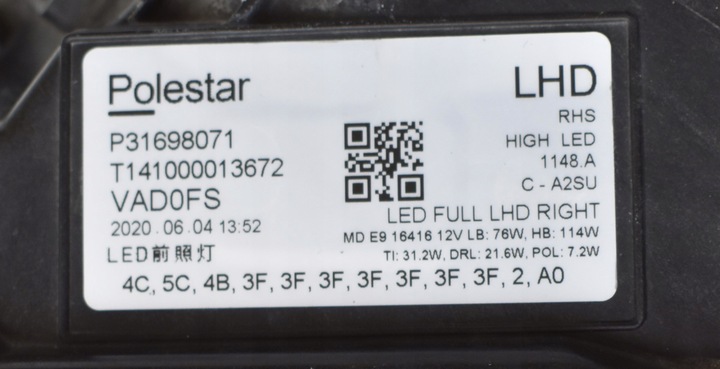 Polestar
LHD
P31698071
RHS
T141000013672
HIGH LED
VAD0FS
1148.A
2020.06.04 13:52
C - A2SU
LED前照灯
LED FULL LHD RIGHT
MD E9 16416 12V LB: 76W, HB: 114W
TI: 31.2W, DRL: 21.6W, POL: 7.2W
4C, 5C, 4B, 3F, 3F, 3F, 3F, 3F, 3F, 3F, 2, A0